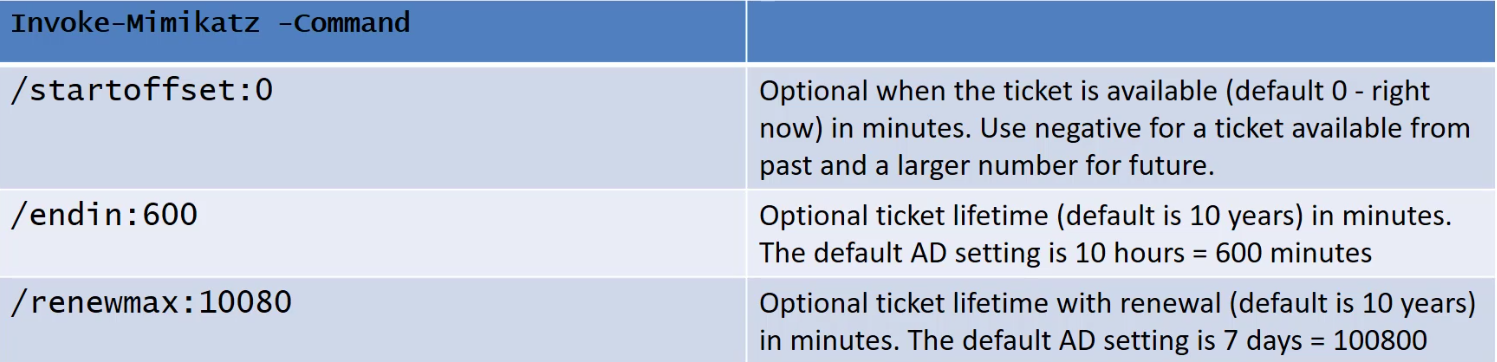 Invoke-Mimikatz -Command
/startoffset:0
Optional when the ticket is available (default 0 - right
now) in minutes. Use negative for a ticket available from
past and a larger number for future.
/endin:600
Optional ticket lifetime (default is 10 years) in minutes.
The default AD setting is 10 hours = 600 minutes
/renewmax:10080
Optional ticket lifetime with renewal (default is 10 years)
in minutes. The default AD setting is 7 days = 100800